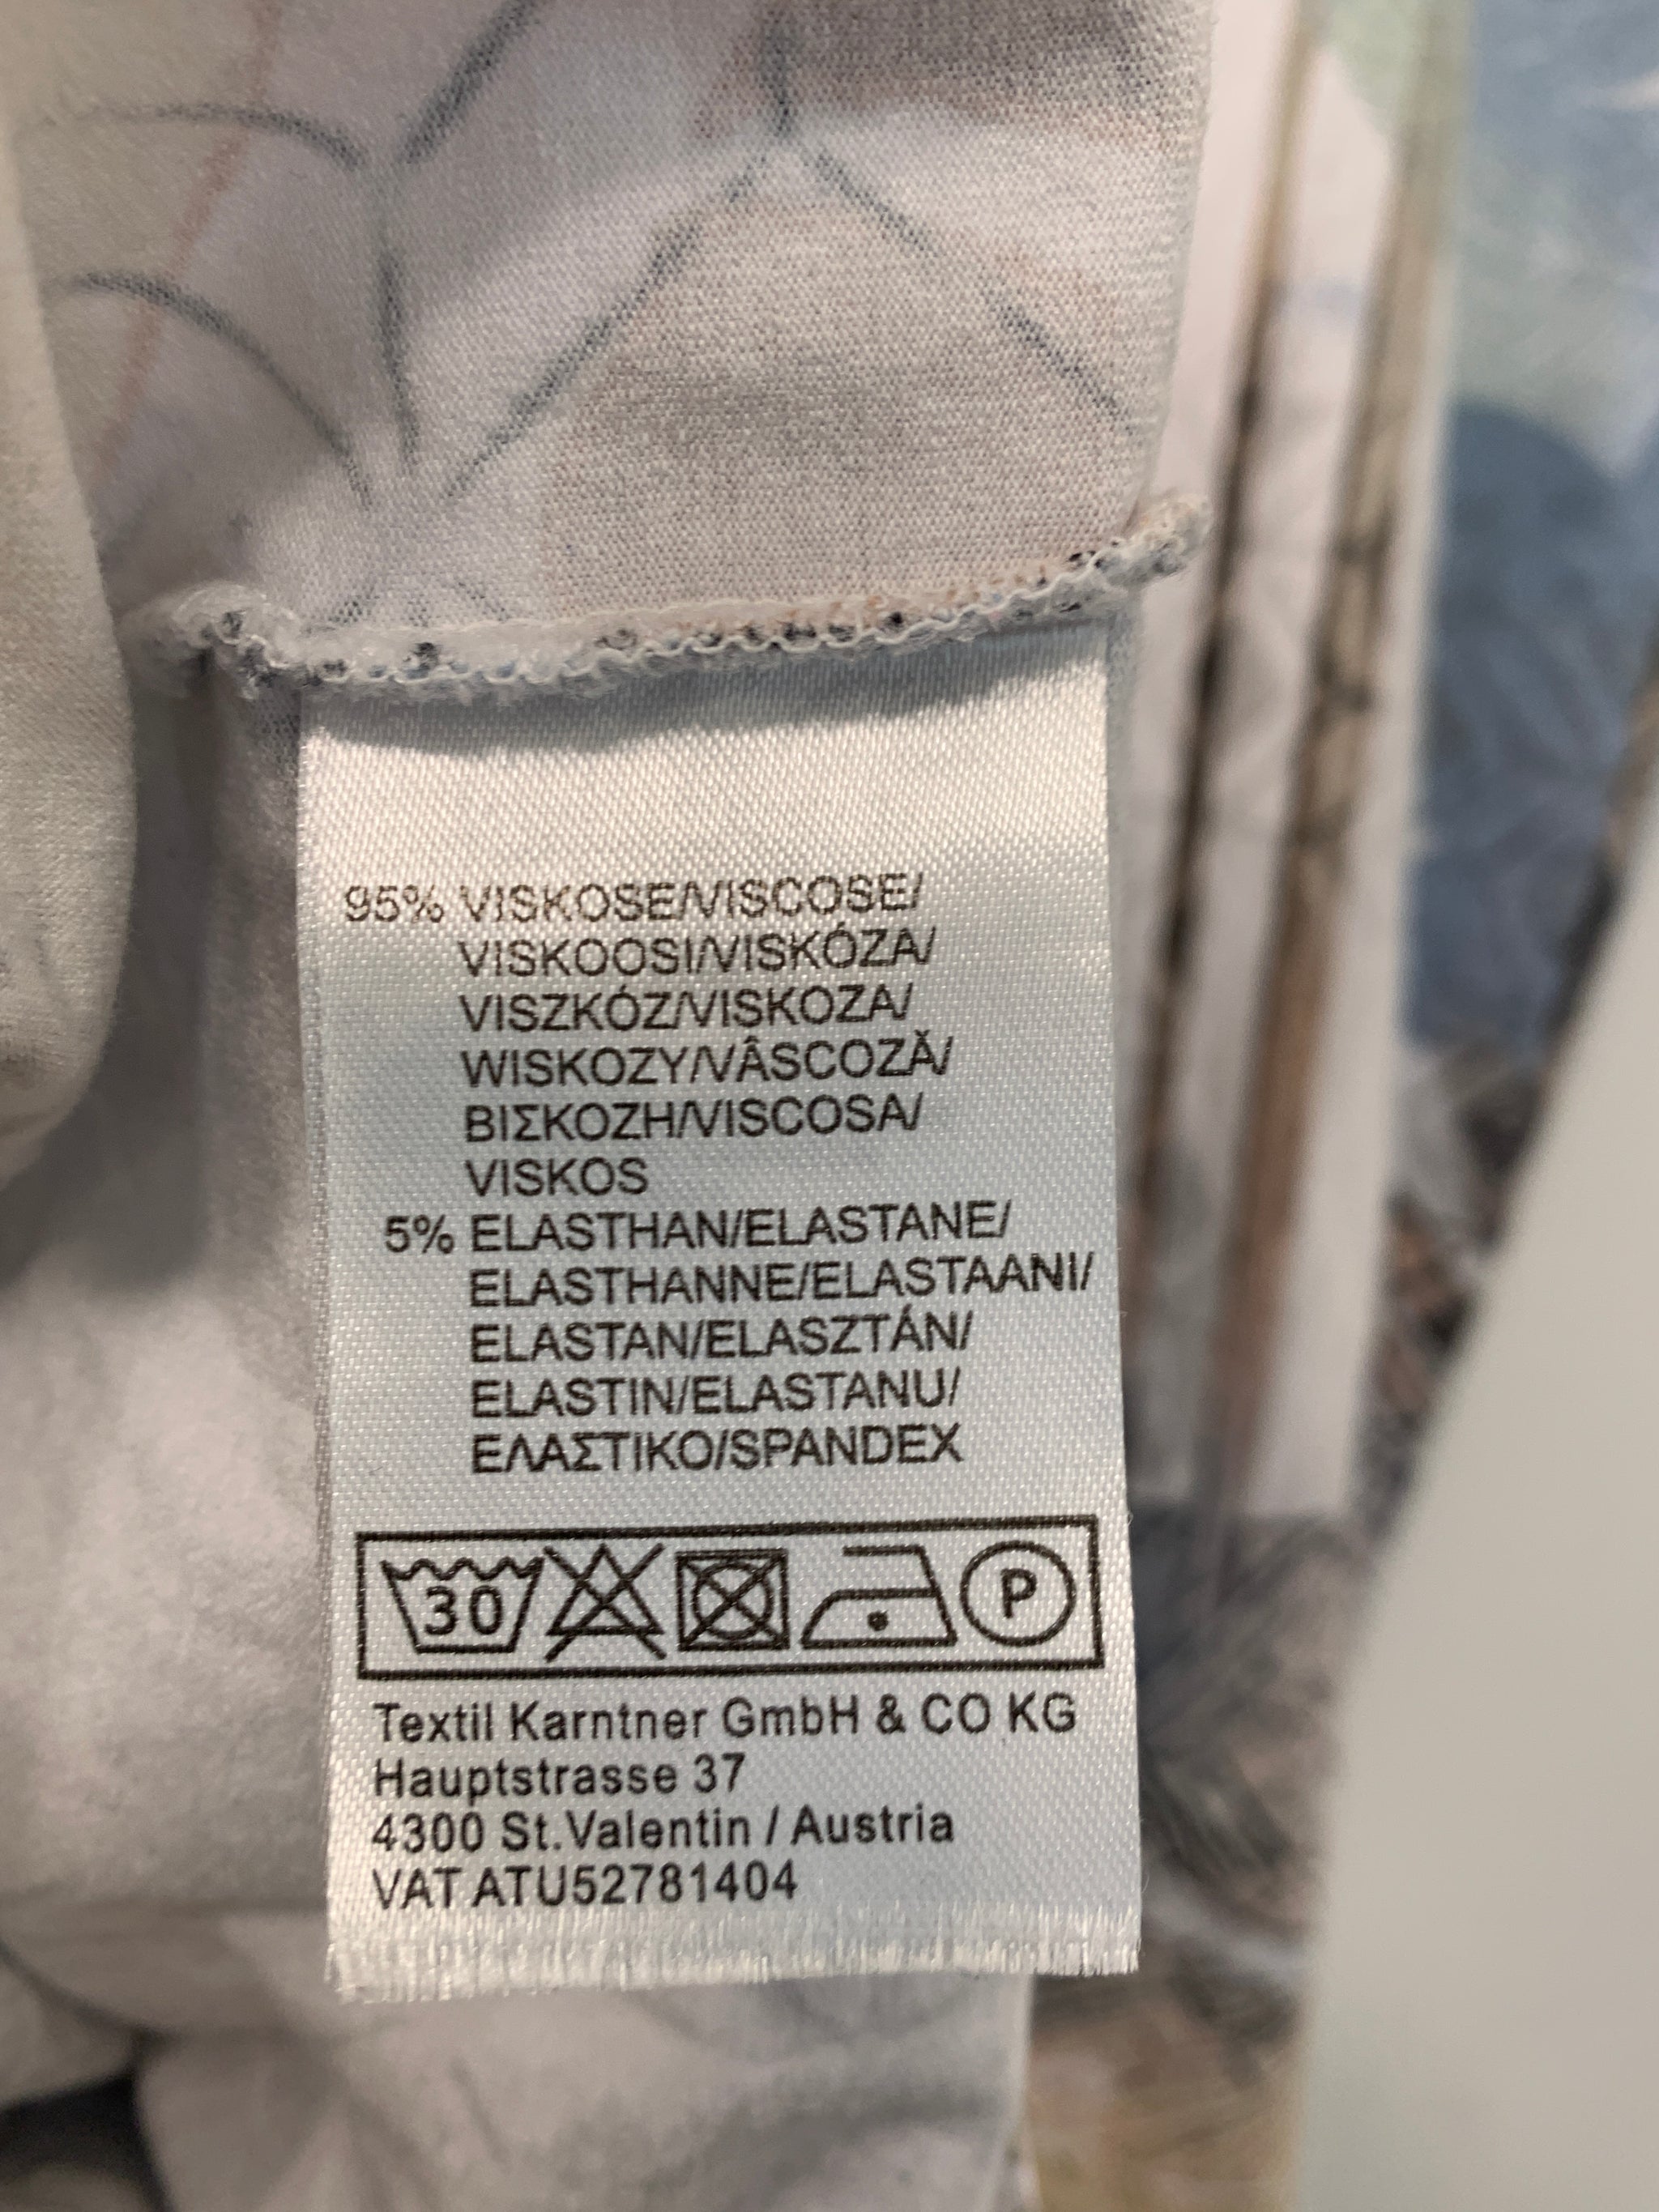 95% VISKOSE/VISCOSE/
VISKOOSI/VISKÓZA/
VISZKÓZ/VISKOZA/
WISKOZY/VÂSCOZĂ/
ΒΙΣΚΟΖΗ/VISCOSA/
VISKOS
5% ELASTHAN/ELASTANE/
ELASTHANNE/ELASTAANI/
ELASTAN/ELASZTÁN/
ELASTIN/ELASTANU/
ΕΛΑΣΤΙΚΟ/SPANDEX
30 P
Textil Karntner GmbH & CO KG
Hauptstrasse 37
4300 St.Valentin / Austria
VAT ATU52781404